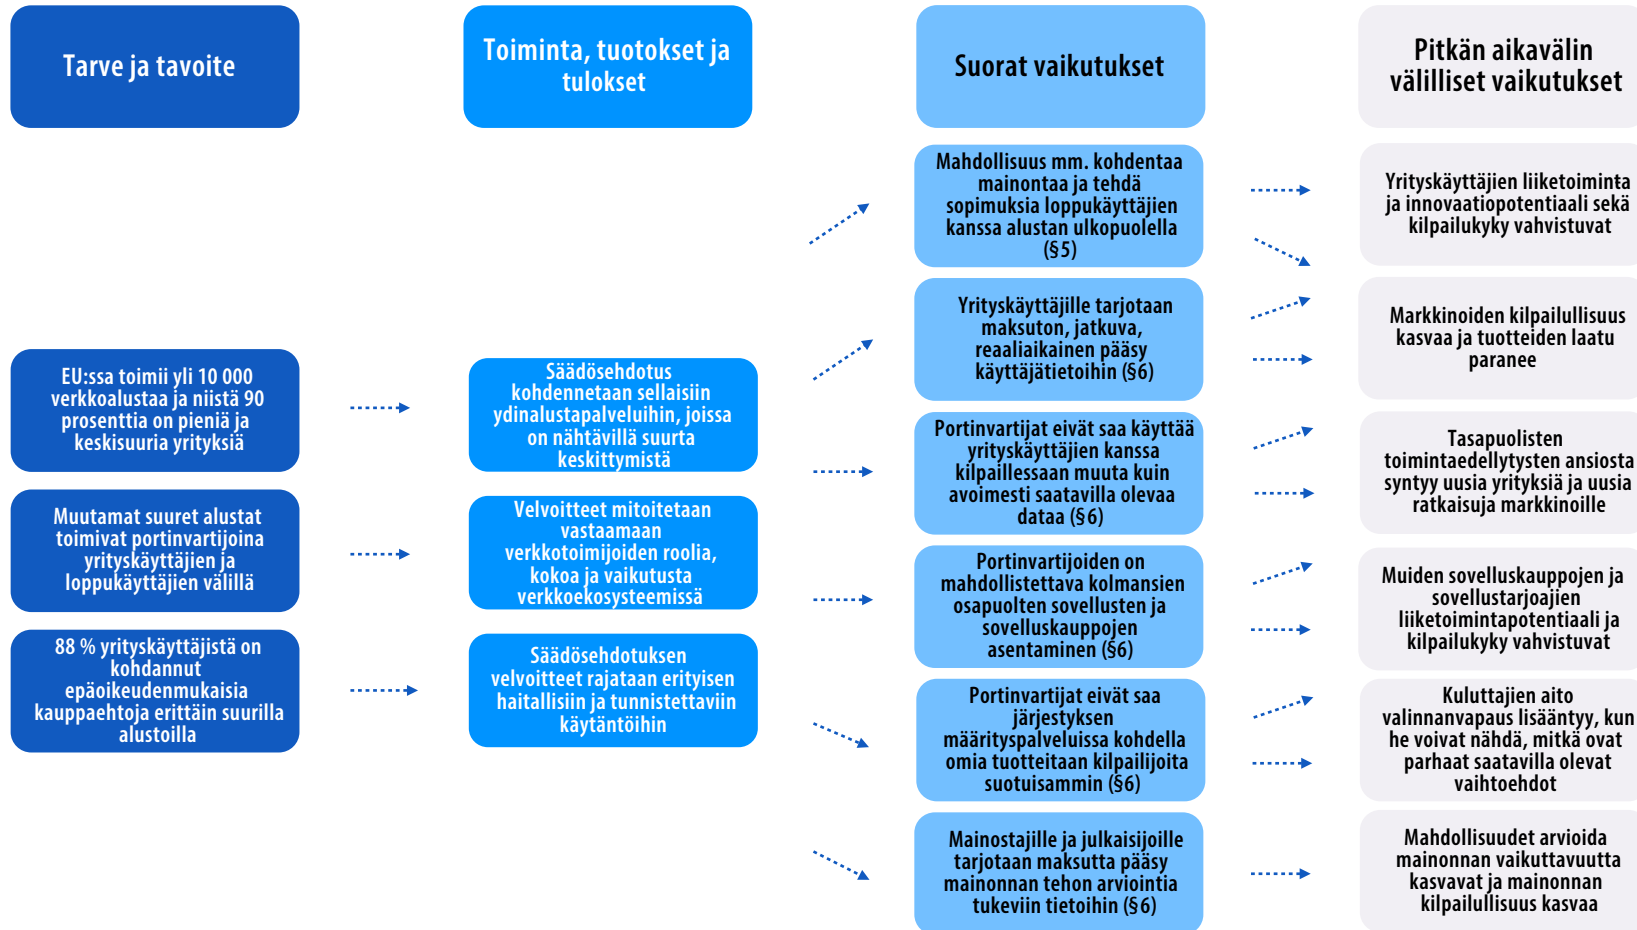 Tarve ja tavoite
Toiminta, tuotokset ja
tulokset
Suorat vaikutukset
Pitkän aikavälin
välilliset vaikutukset
EU:ssa toimii yli 10 000
verkkoalustaa ja niistä 90
prosenttia on pieniä ja
keskisuuria yrityksiä
Muutamat suuret alustat
toimivat portinvartijoina
yrityskäyttäjien ja
loppukäyttäjien välillä
88 % yrityskäyttäjistä on
kohdannut
epäoikeudenmukaisia
kauppaehtoja erittäin suurilla
alustoilla
Säädösehdotus
kohdennetaan sellaisiin
ydinalustapalveluihin, joissa
on nähtävillä suurta
keskittymistä
Velvoitteet mitoitetaan
vastaamaan
verkkotoimijoiden roolia,
kokoa ja vaikutusta
verkkoekosysteemissä
Säädösehdotuksen
velvoitteet rajataan erityisen
haitallisiin ja tunnistettaviin
käytäntöihin
Mahdollisuus mm. kohdentaa
mainontaa ja tehdä
sopimuksia loppukäyttäjien
kanssa alustan ulkopuolella
(§5)
Yrityskäyttäjille tarjotaan
maksuton, jatkuva,
reaaliaikainen pääsy
käyttäjätietoihin (§6)
Portinvartijat eivät saa käyttää
yrityskäyttäjien kanssa
kilpaillessaan muuta kuin
avoimesti saatavilla olevaa
dataa (§6)
Portinvartijoiden on
mahdollistettava kolmansien
osapuolten sovellusten ja
sovelluskauppojen
asentaminen (§6)
Portinvartijat eivät saa
järjestyksen
määrityspalveluissa kohdella
omia tuotteitaan kilpailijoita
suotuisammin (§6)
Mainostajille ja julkaisijoille
tarjotaan maksutta pääsy
mainonnan tehon arviointia
tukeviin tietoihin (§6)
Yrityskäyttäjien liiketoiminta
ja innovaatiopotentiaali sekä
kilpailukyky vahvistuvat
Markkinoiden kilpailullisuus
kasvaa ja tuotteiden laatu
paranee
Tasapuolisten
toimintaedellytysten ansiosta
syntyy uusia yrityksiä ja uusia
ratkaisuja markkinoille
Muiden sovelluskauppojen ja
sovellustarjoajien
liiketoimintapotentiaali ja
kilpailukyky vahvistuvat
Kuluttajien aito
valinnanvapaus lisääntyy, kun
he voivat nähdä, mitkä ovat
parhaat saatavilla olevat
vaihtoehdot
Mahdollisuudet arvioida
mainonnan vaikuttavuutta
kasvavat ja mainonnan
kilpailullisuus kasvaa